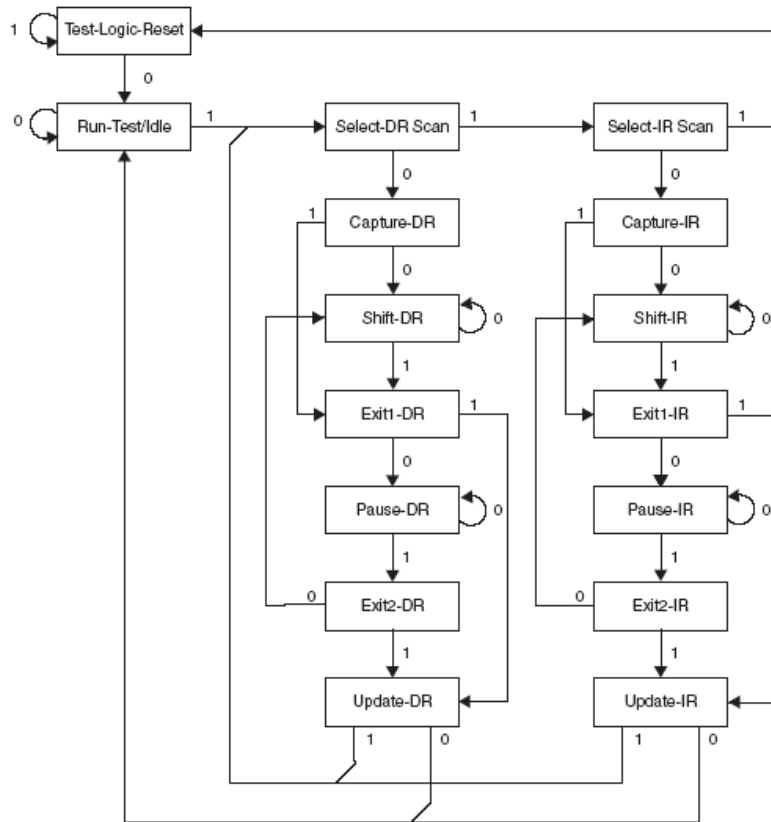 1 Test-Logic-Reset
0
0 Run-Test/Idle 1 Select-DR Scan 1 Select-IR Scan 1
0 0
1 Capture-DR 1 Capture-IR
0 0
Shift-DR 0 Shift-IR 0
1 1
Exit1-DR 1 Exit1-IR 1
0 0
Pause-DR 0 Pause-IR 0
1 1
0 Exit2-DR 0 Exit2-IR
1 1
Update-DR Update-IR
1 0 1 0